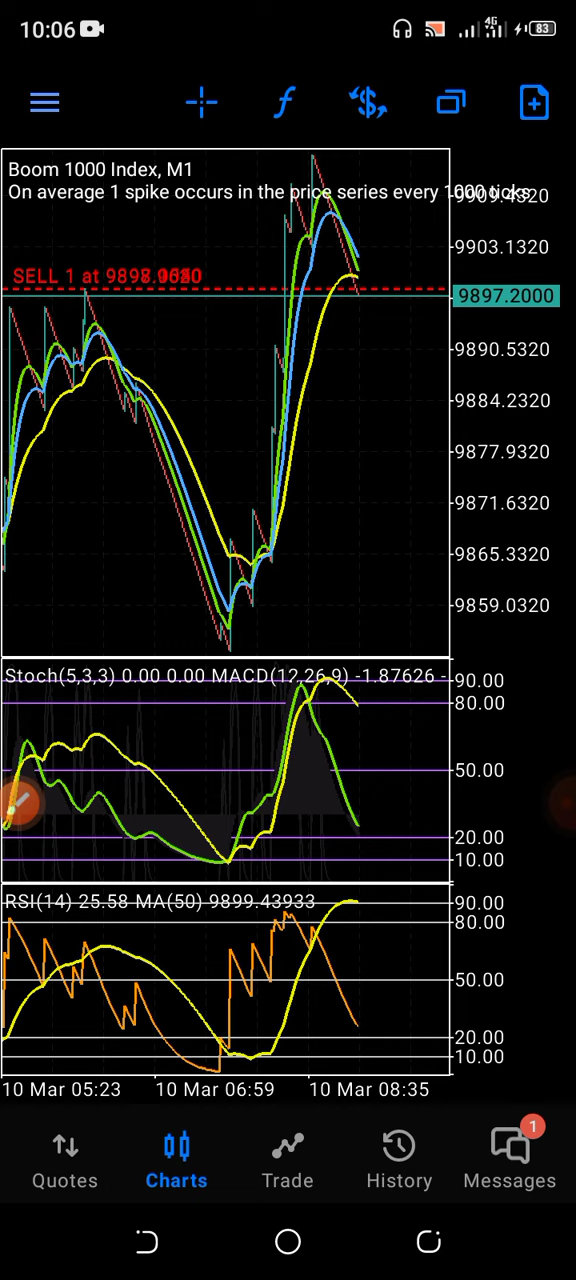 10:06
4G
83
Boom 1000 Index, M1
On average 1 spike occurs in the price series every 1000 ticks
9909.4320
9903.1320
SELL 1 at
9897.2000
9890.5320
9884.2320
9877.9320
9871.6320
9865.3320
9859.0320
Stoch(5,3,3) 0.00 0.00 MACD(12,26,9) -1.87626 -
90.00
80.00
50.00
20.00
10.00
RSI(14) 25.58 MA(50) 9899.43933
90.00
80.00
50.00
20.00
10.00
10 Mar 05:23 10 Mar 06:59 10 Mar 08:35
1
Quotes Charts Trade History Messages